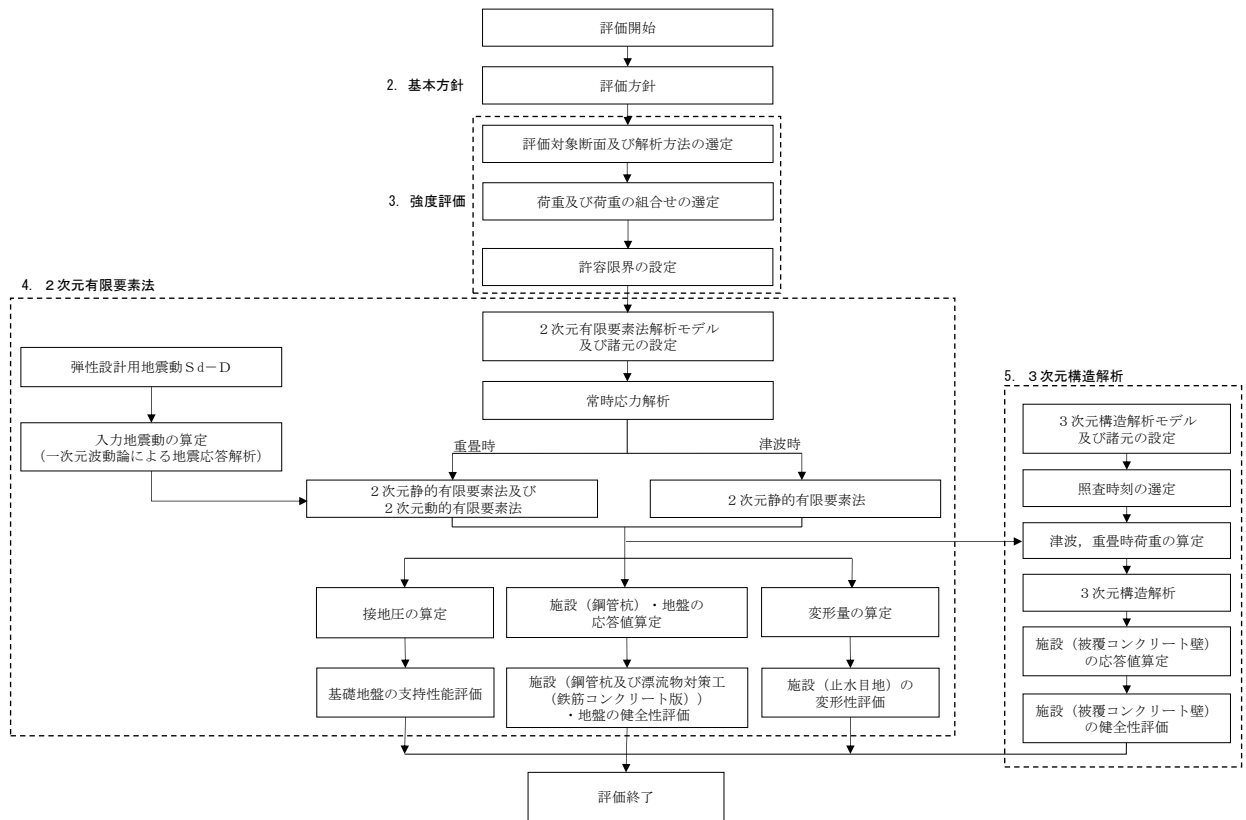 評価開始
2. 基本方針
評価方針
評価対象断面及び解析方法の選定
3. 強度評価
荷重及び荷重の組合せの選定
許容限界の設定
4. 2次元有限要素法
2次元有限要素法解析モデル
及び諸元の設定
弾性設計用地震動Sd-D
常時応力解析
入力地震動の算定
(一次元波動論による地震応答解析)
重畳時
津波時
2次元静的有限要素法及び
2次元動的有限要素法
2次元静的有限要素法
接地圧の算定
施設(鋼管杭)・地盤の
応答値算定
変形量の算定
基礎地盤の支持性能評価
施設(鋼管杭及び漂流物対策工
(鉄筋コンクリート版))
・地盤の健全性評価
施設(止水目地)の
変形性評価
5. 3次元構造解析
3次元構造解析モデル
及び諸元の設定
照査時刻の選定
津波,重畳時荷重の算定
3次元構造解析
施設(被覆コンクリート壁)
の応答値算定
施設(被覆コンクリート壁)
の健全性評価
評価終了